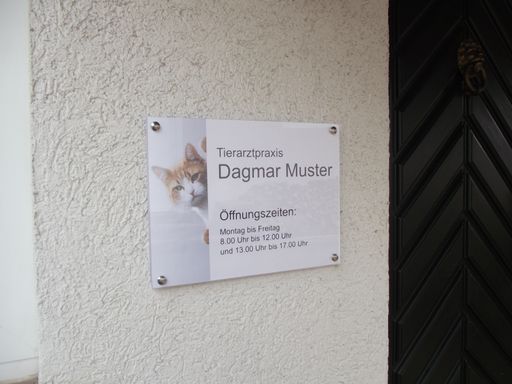 Tierarztpraxis
Dagmar Muster
Öffnungszeiten:
Montag bis Freitag
8.00 Uhr bis 12.00 Uhr
und 13.00 Uhr bis 17.00 Uhr